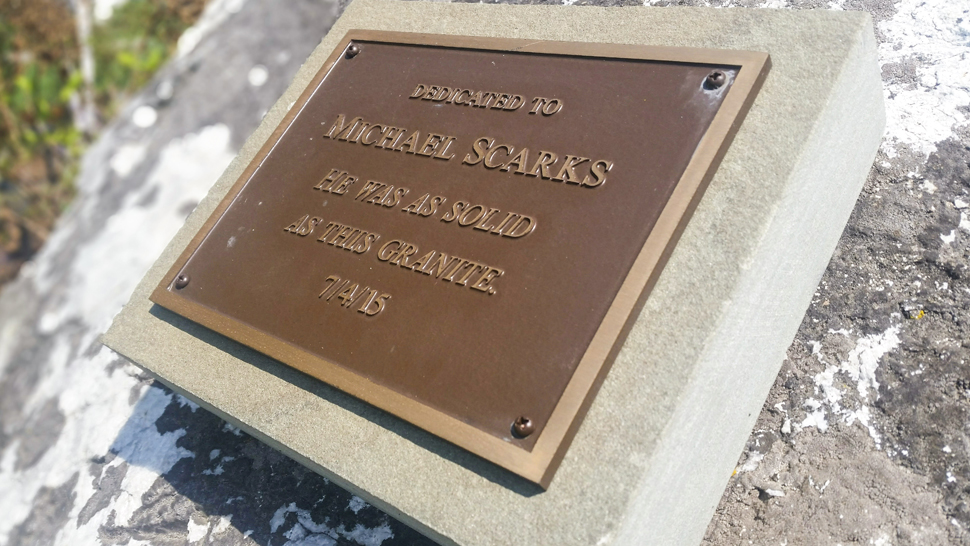 DEDICATED TO
MICHAEL SCARKS
HE WAS AS SOLID
AS THIS GRANITE.
7/4/15